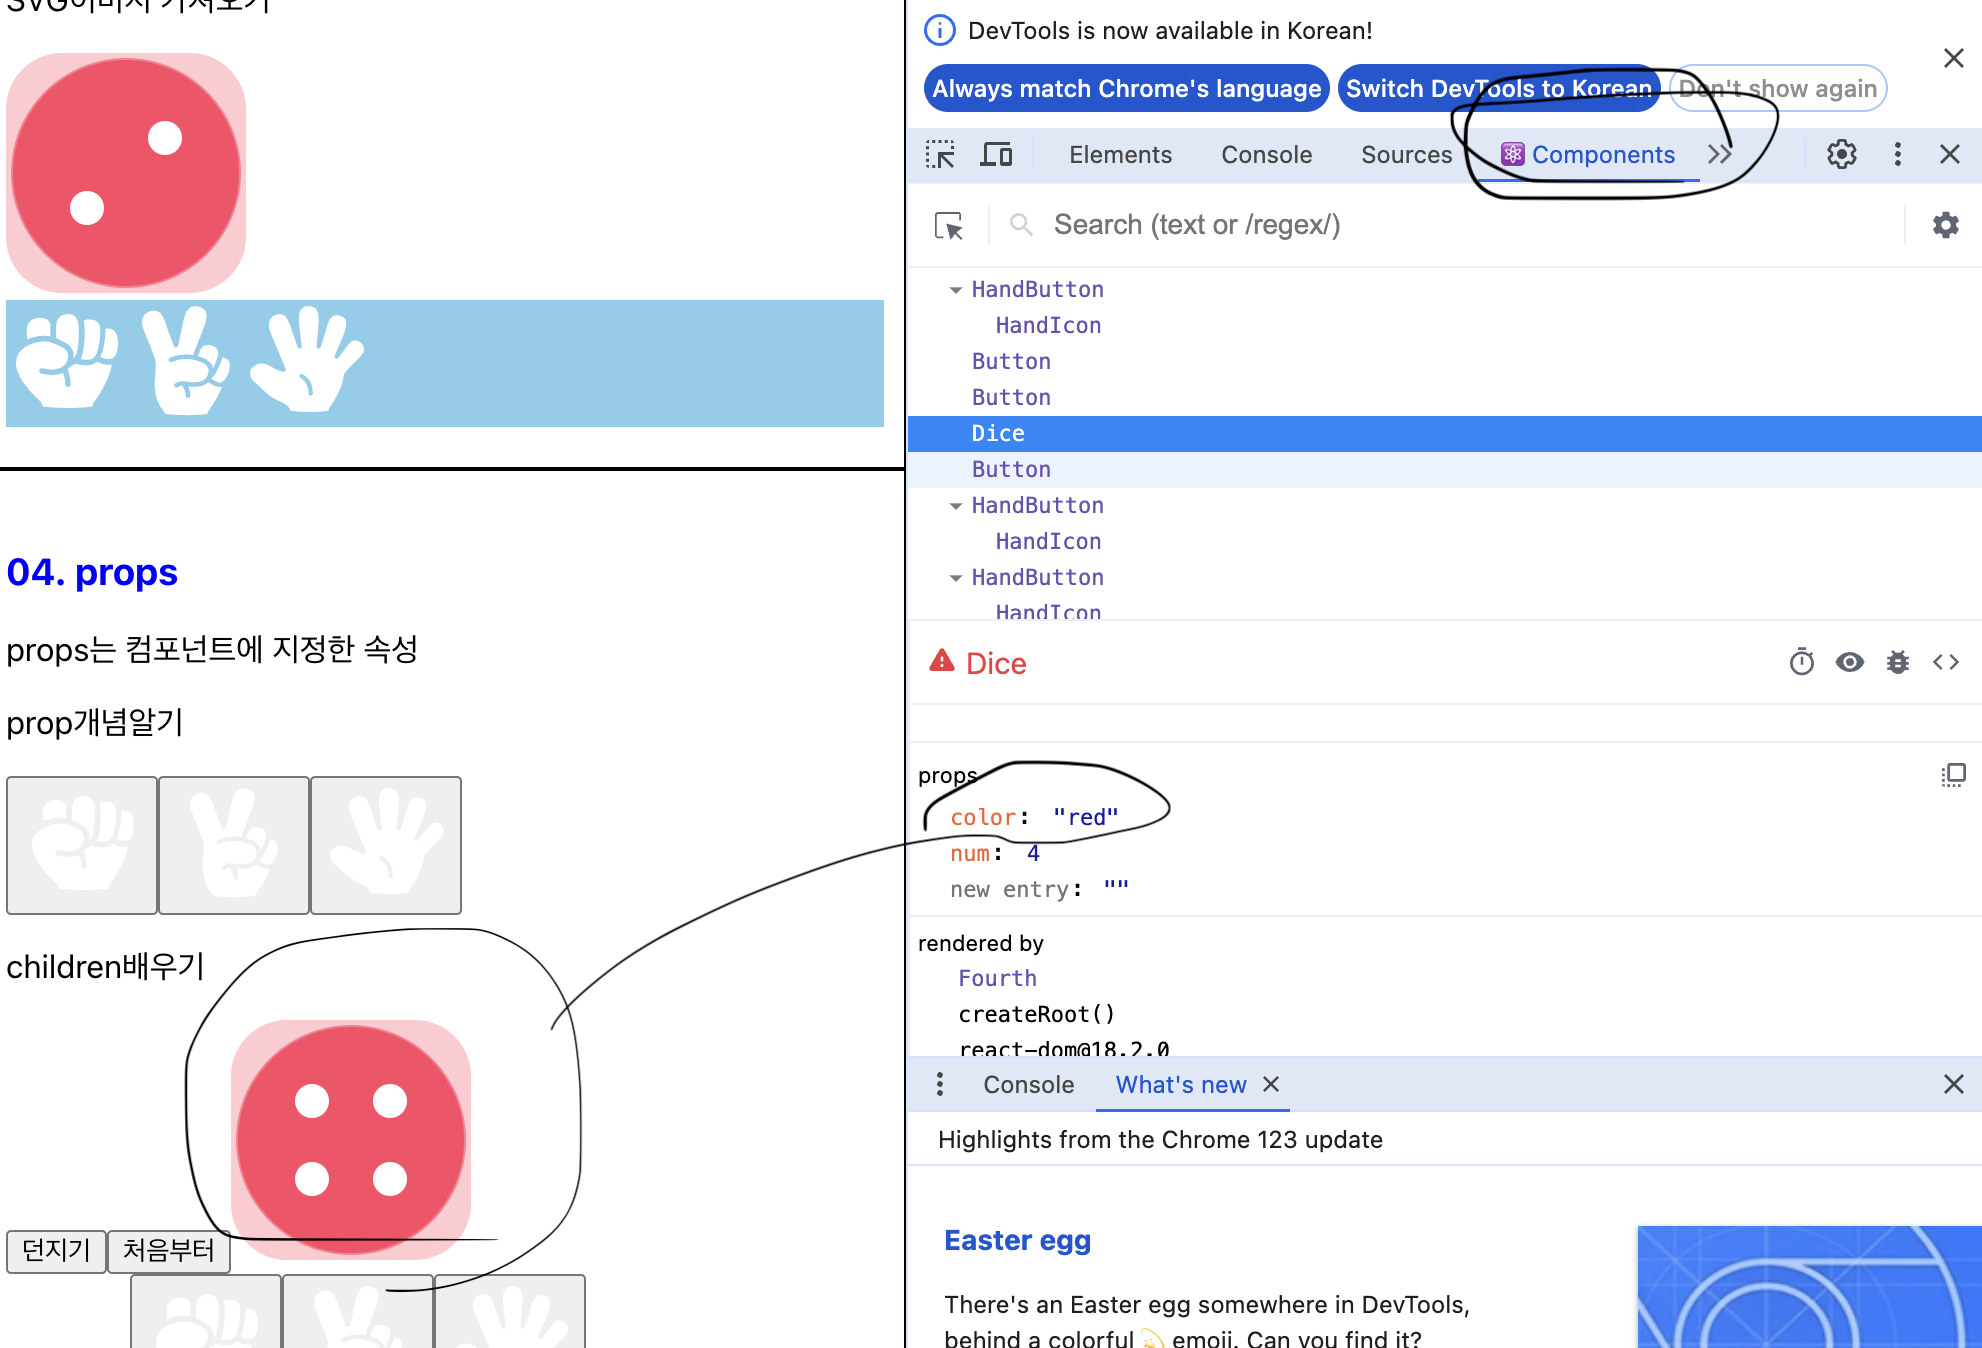 SVG이미지 가져오기
04. props
props는 컴포넌트에 지정한 속성
prop개념알기
children배우기
던지기
처음부터
DevTools is now available in Korean!
Always match Chrome's language
Switch DevTools to Korean
Don't show again
Elements
Console
Sources
Components
Search (text or /regex/)
HandButton
HandIcon
Button
Button
Dice
Button
HandButton
HandIcon
HandButton
HandIcon
Dice
props
color: "red"
num: 4
new entry: ""
rendered by
Fourth
createRoot()
react-dom@18.2.0
Console
What's new
Highlights from the Chrome 123 update
Easter egg
There's an Easter egg somewhere in DevTools,
behind a colorful 💫 emoji. Can you find it?